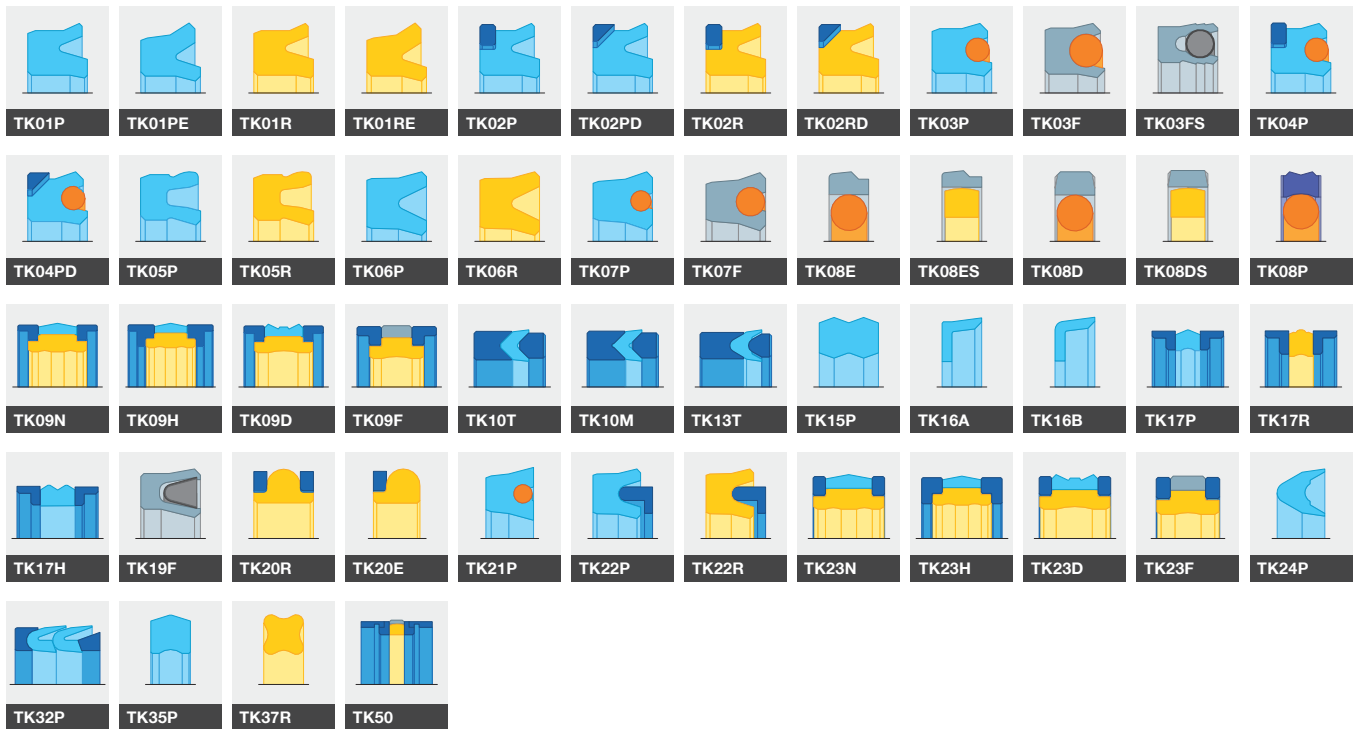 TK01P TK01PE TK01R TK01RE TK02P TK02PD TK02R TK02RD TK03P TK03F TK03FS TK04P
TK04PD TK05P TK05R TK06P TK06R TK07P TK07F TK08E TK08ES TK08D TK08DS TK08P
TK09N TK09H TK09D TK09F TK10T TK10M TK13T TK15P TK16A TK16B TK17P TK17R
TK17H TK19F TK20R TK20E TK21P TK22P TK22R TK23N TK23H TK23D TK23F TK24P
TK32P TK35P TK37R TK50